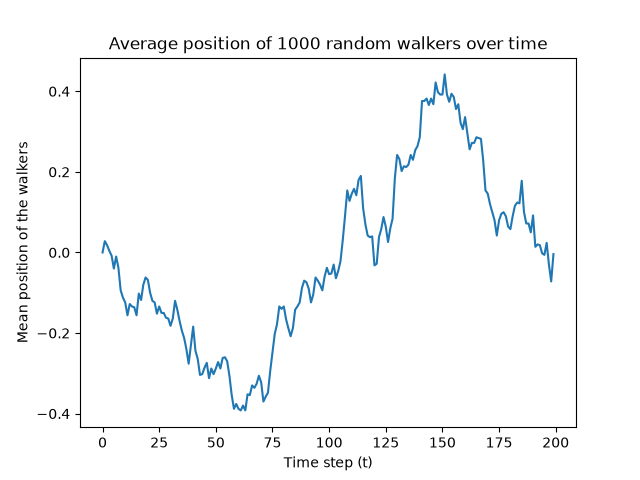 Average position of 1000 random walkers over time
Mean position of the walkers
0.4
0.2
0.0
−0.2
−0.4
0 25 50 75 100 125 150 175 200
Time step (t)